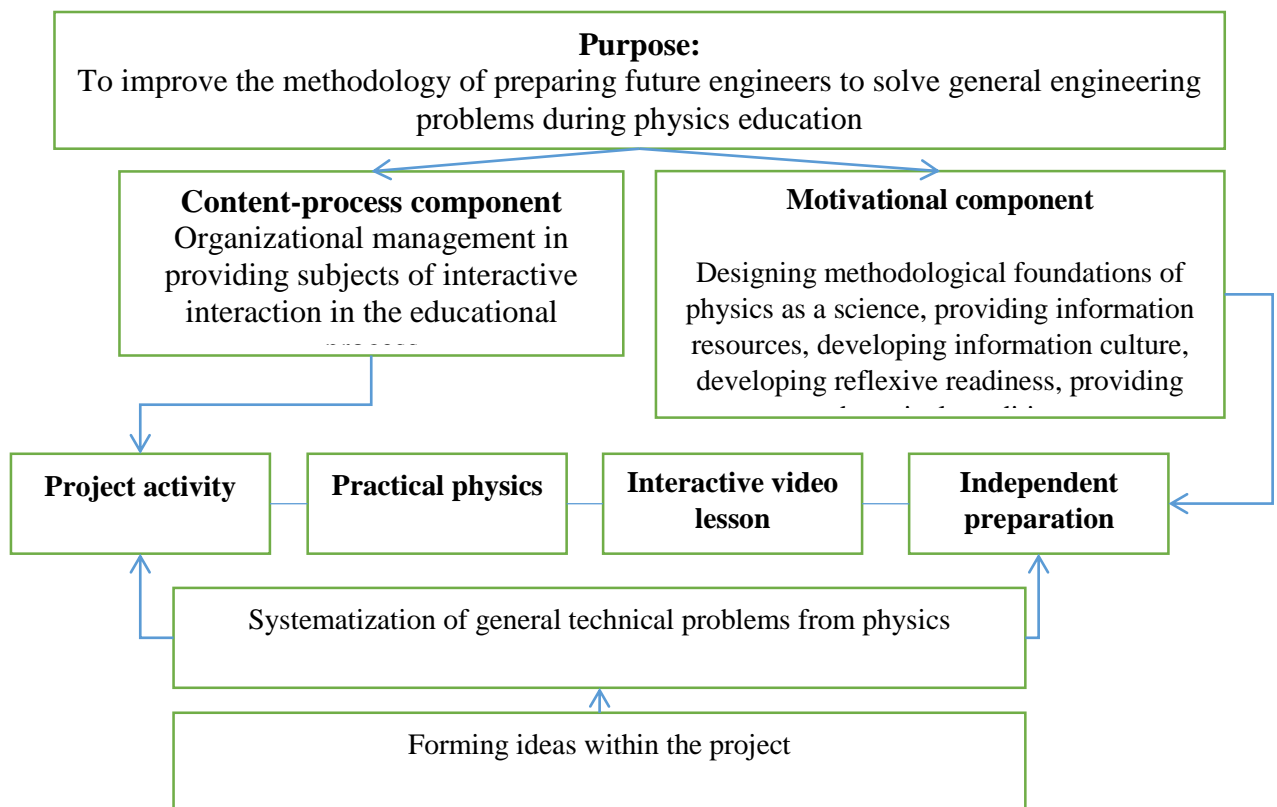 Purpose:
To improve the methodology of preparing future engineers to solve general engineering
problems during physics education
Content-process component
Organizational management in
providing subjects of interactive
interaction in the educational
Motivational component
Designing methodological foundations of
physics as a science, providing information
resources, developing information culture,
developing reflexive readiness, providing
Project activity
Practical physics
Interactive video
lesson
Independent
preparation
Systematization of general technical problems from physics
Forming ideas within the project